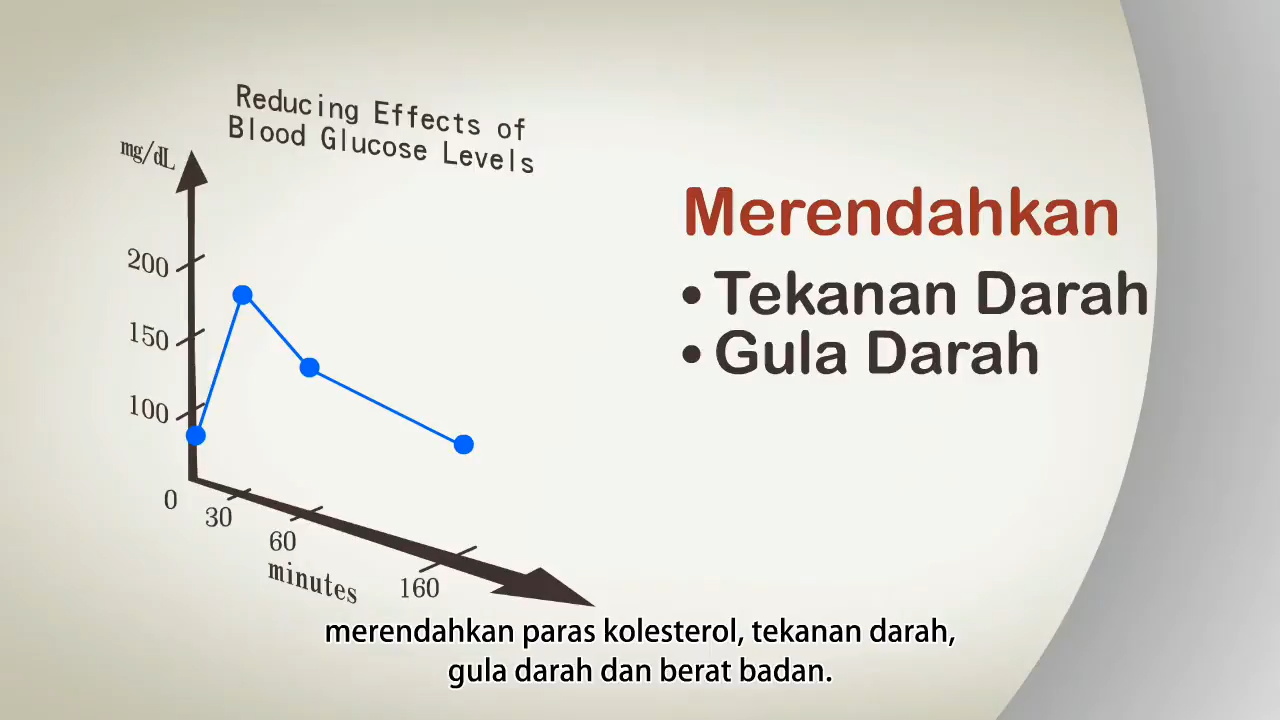 Reducing Effects of
Blood Glucose Levels
mg/dL
200
150
100
0
30
60
160
minutes
Merendahkan
• Tekanan Darah
• Gula Darah
merendahkan paras kolesterol, tekanan darah,
gula darah dan berat badan.